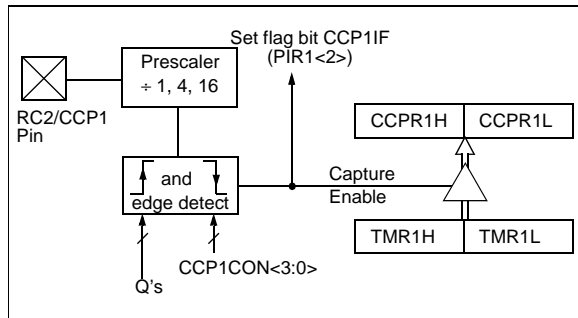 Set flag bit CCP1IF
(PIR1<2>)
Prescaler
÷ 1, 4, 16
RC2/CCP1
Pin
CCPR1H CCPR1L
and
edge detect
Capture
Enable
TMR1H TMR1L
CCP1CON<3:0>
Q's